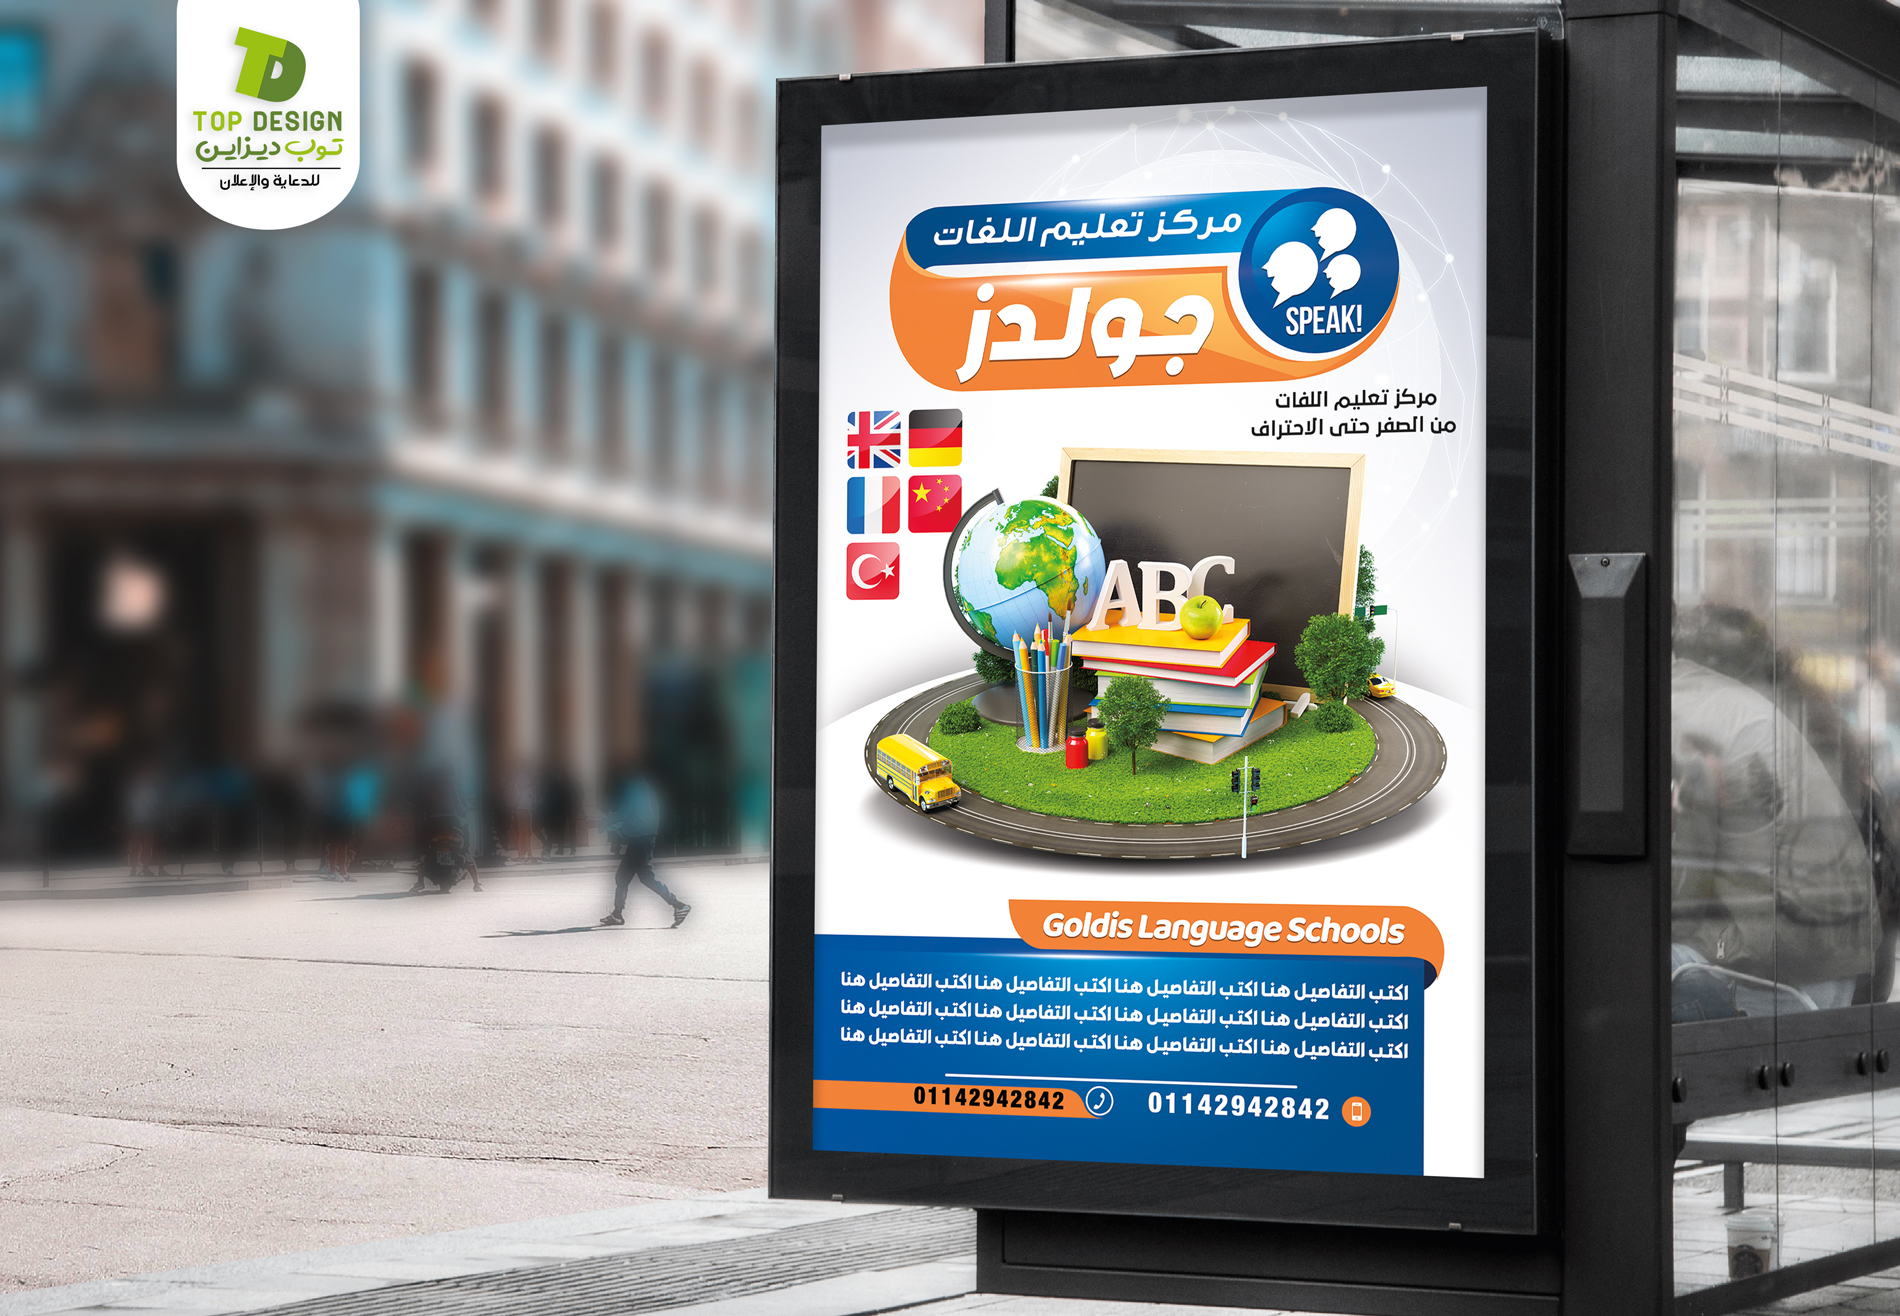 TOP DESIGN
توب ديزاين
للدعاية والإعلان
مركز تعليم اللغات
جولدز
SPEAK!
مركز تعليم اللغات
من الصفر حتى الاحتراف
ABC
Goldis Language Schools
اكتب التفاصيل هنا اكتب التفاصيل هنا اكتب التفاصيل هنا اكتب التفاصيل هنا
اكتب التفاصيل هنا اكتب التفاصيل هنا اكتب التفاصيل هنا اكتب التفاصيل هنا
اكتب التفاصيل هنا اكتب التفاصيل هنا اكتب التفاصيل هنا اكتب التفاصيل هنا
01142942842 01142942842